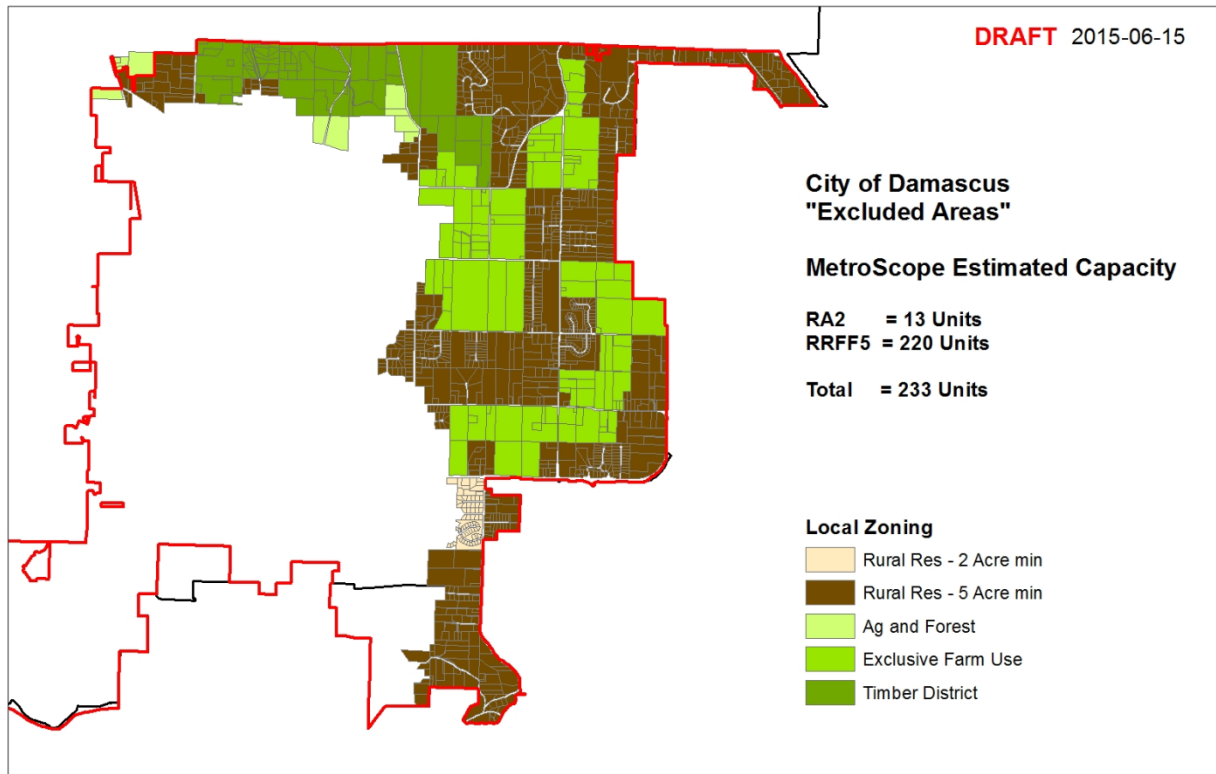 DRAFT 2015-06-15
City of Damascus
"Excluded Areas"
MetroScope Estimated Capacity
RA2 = 13 Units
RRFF5 = 220 Units
Total = 233 Units
Local Zoning
Rural Res - 2 Acre min
Rural Res - 5 Acre min
Ag and Forest
Exclusive Farm Use
Timber District